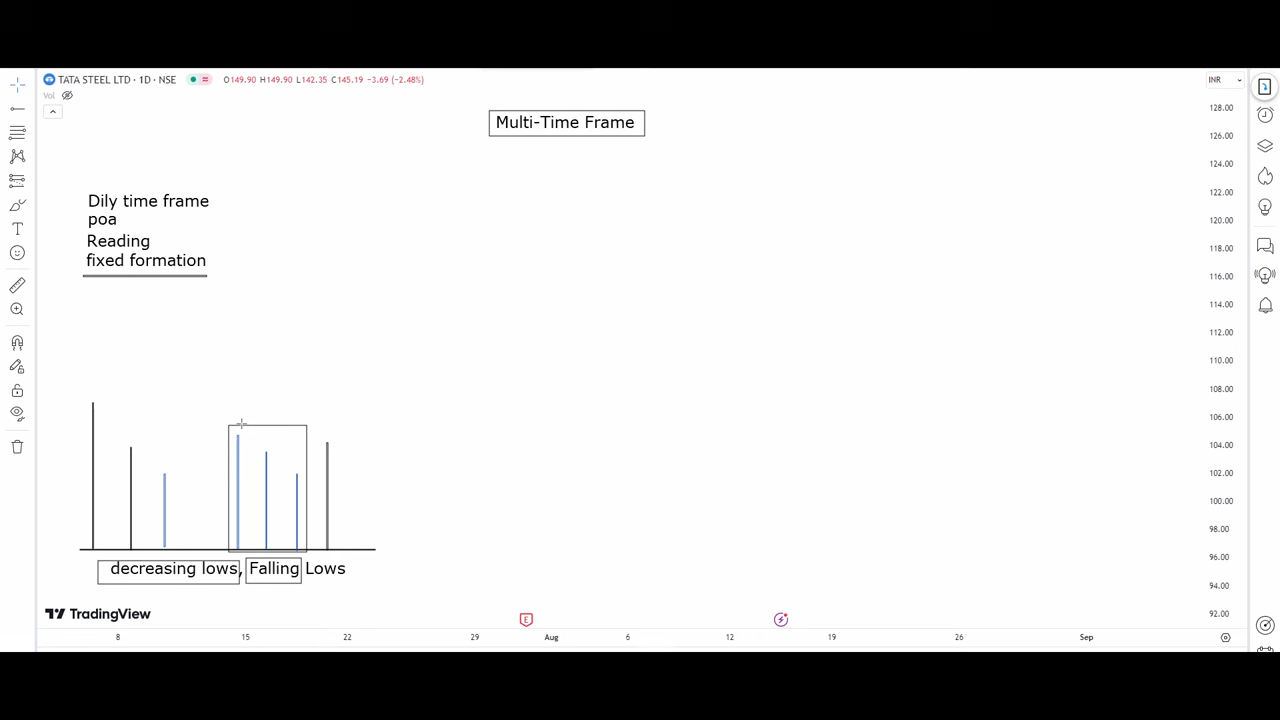 TATA STEEL LTD · 1D · NSE
O149.90 H149.90 L142.35 C145.19 −3.69 (−2.48%)
INR
Vol
Multi-Time Frame
128.00
126.00
124.00
122.00
120.00
118.00
116.00
114.00
112.00
110.00
108.00
106.00
104.00
102.00
100.00
98.00
96.00
94.00
92.00
Dily time frame
poa
Reading
fixed formation
decreasing lows, Falling Lows
TradingView
E
8 15 22 29 Aug 6 12 19 26 Sep